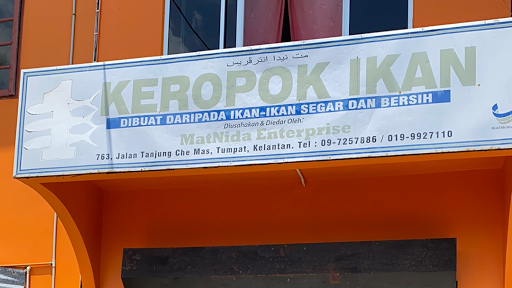 مت نيدا انترڤريس
KEROPOK IKAN
DIBUAT DARIPADA IKAN-IKAN SEGAR DAN BERSIH
Diusahakan & Diedar Oleh:
MatNida Enterprise
763, Jalan Tanjung Che Mas, Tumpat, Kelantan. Tel : 09-7257886 / 019-9927110